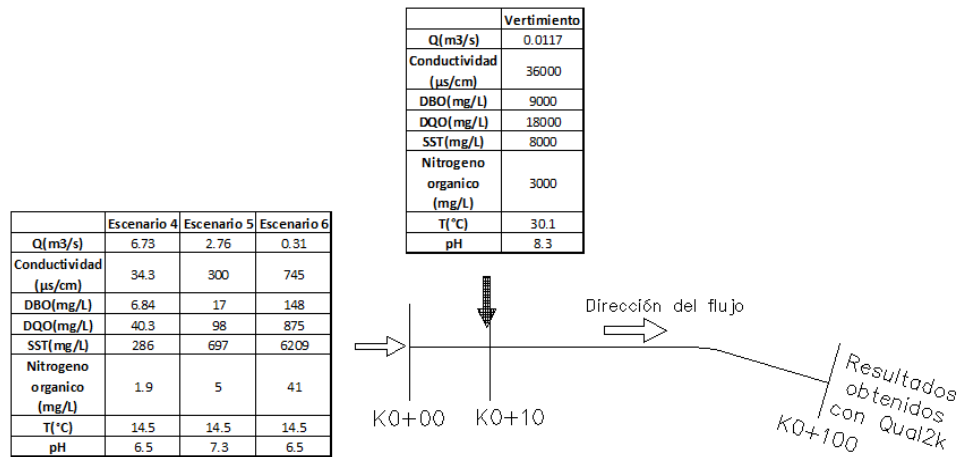 Vertimiento
Q(m3/s) 0.0117
Conductividad
(µs/cm) 36000
DBO(mg/L) 9000
DQO(mg/L) 18000
SST(mg/L) 8000
Nitrogeno
organico
(mg/L) 3000
T(°C) 30.1
pH 8.3
Escenario 4 Escenario 5 Escenario 6
Q(m3/s) 6.73 2.76 0.31
Conductividad
(µs/cm) 34.3 300 745
DBO(mg/L) 6.84 17 148
DQO(mg/L) 40.3 98 875
SST(mg/L) 286 697 6209
Nitrogeno
organico
(mg/L) 1.9 5 41
T(°C) 14.5 14.5 14.5
pH 6.5 7.3 6.5
Dirección del flujo
K0+00
K0+10
Resultados
obtenidos
con Qual2k
K0+100